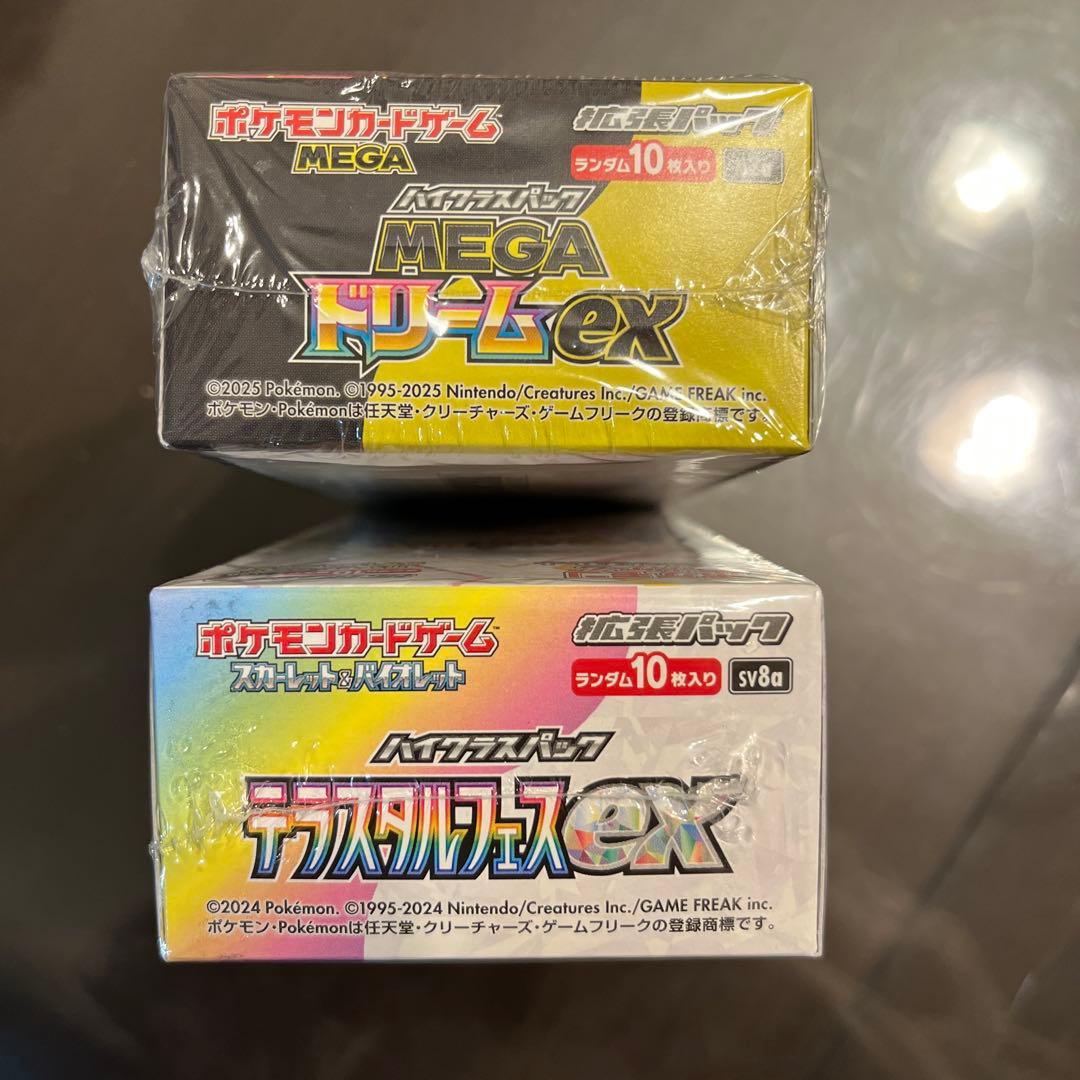 ポケモンカードゲーム
MEGA
拡張パック
ランダム10枚入り
ハイクラスパック
MEGA
ドリームex
©2025 Pokémon. ©1995-2025 Nintendo/Creatures Inc./GAME FREAK inc.
ポケモン・Pokémonは任天堂・クリーチャーズ・ゲームフリークの登録商標です。
ポケモンカードゲーム™
スカーレット&バイオレット
拡張パック
ランダム10枚入り SV8a
ハイクラスパック
テラスタルフェスex
©2024 Pokémon. ©1995-2024 Nintendo/Creatures Inc./GAME FREAK inc.
ポケモン・Pokémonは任天堂・クリーチャーズ・ゲームフリークの登録商標です。